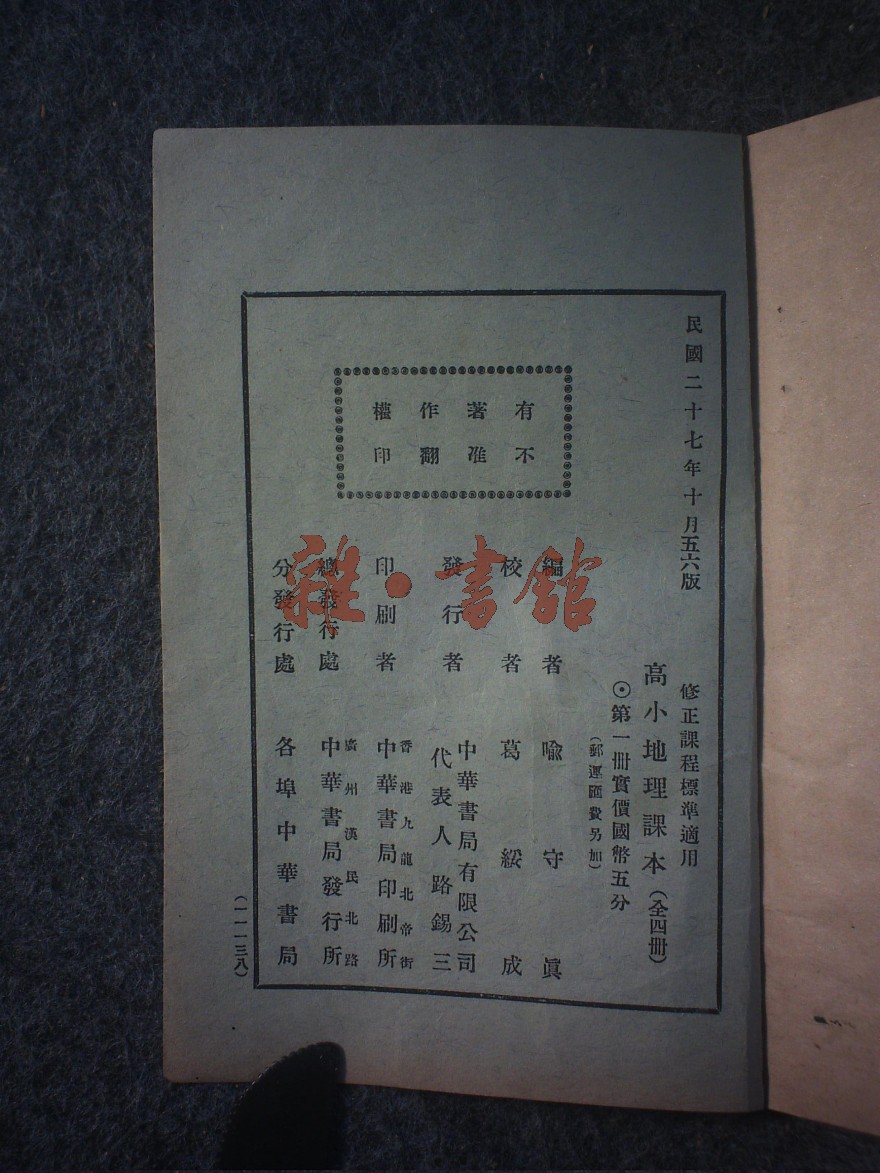 民國二十七年十月五六版
修正課程標準適用
高小地理課本（全四冊）
⊙第一冊實價國幣五分
（郵運匯費另加）
有著作權
不准翻印
編者 喩守眞
校者 葛綏成
發行者 中華書局有限公司
代表人 路錫三
印刷者 香港九龍北帝街
中華書局印刷所
總發行處 廣州漢民北路
中華書局發行所
分發行處 各埠中華書局
（一一一三八）
雜·書館